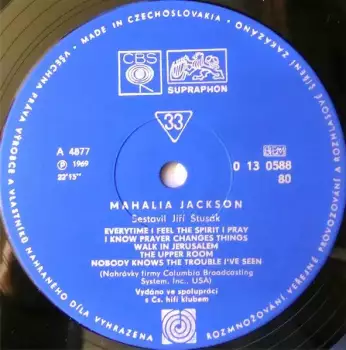 MADE IN CZECHOSLOVAKIA · VŠECHNA PRÁVA VÝROBCE A VLASTNÍKA NAHRANÉHO DÍLA VYHRAZENA
ROZMNOŽOVÁNÍ VEŘEJNÉ PROVOZOVÁNÍ A ROZHLASOVÉ ŠÍŘENÍ ZAKÁZÁNO
CBS
SUPRAPHON
33
A 4877
Ⓟ 1969
22'15"
0 13 0588
80
MAHALIA JACKSON
Sestavil Jiří Šlusák
EVERYTIME I FEEL THE SPIRIT I PRAY
I KNOW PRAYER CHANGES THINGS
WALK IN JERUSALEM
THE UPPER ROOM
NOBODY KNOWS THE TROUBLE I'VE SEEN
(Nahrávky firmy Columbia Broadcasting
System, Inc., USA)
Vydáno ve spolupráci
s Čs. hifi klubem